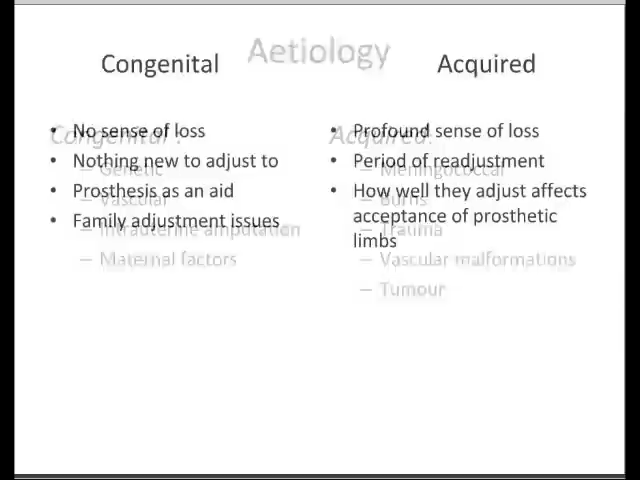 Aetiology
Congenital
Acquired
• No sense of loss
• Nothing new to adjust to
• Prosthesis as an aid
• Family adjustment issues
• Profound sense of loss
• Period of readjustment
• How well they adjust affects
acceptance of prosthetic
limbs
Congenital :
– Genetic
– Vascular
– Intrauterine amputation
– Maternal factors
Acquired:
– Meningococcal
– Burns
– Trauma
– Vascular malformations
– Tumour